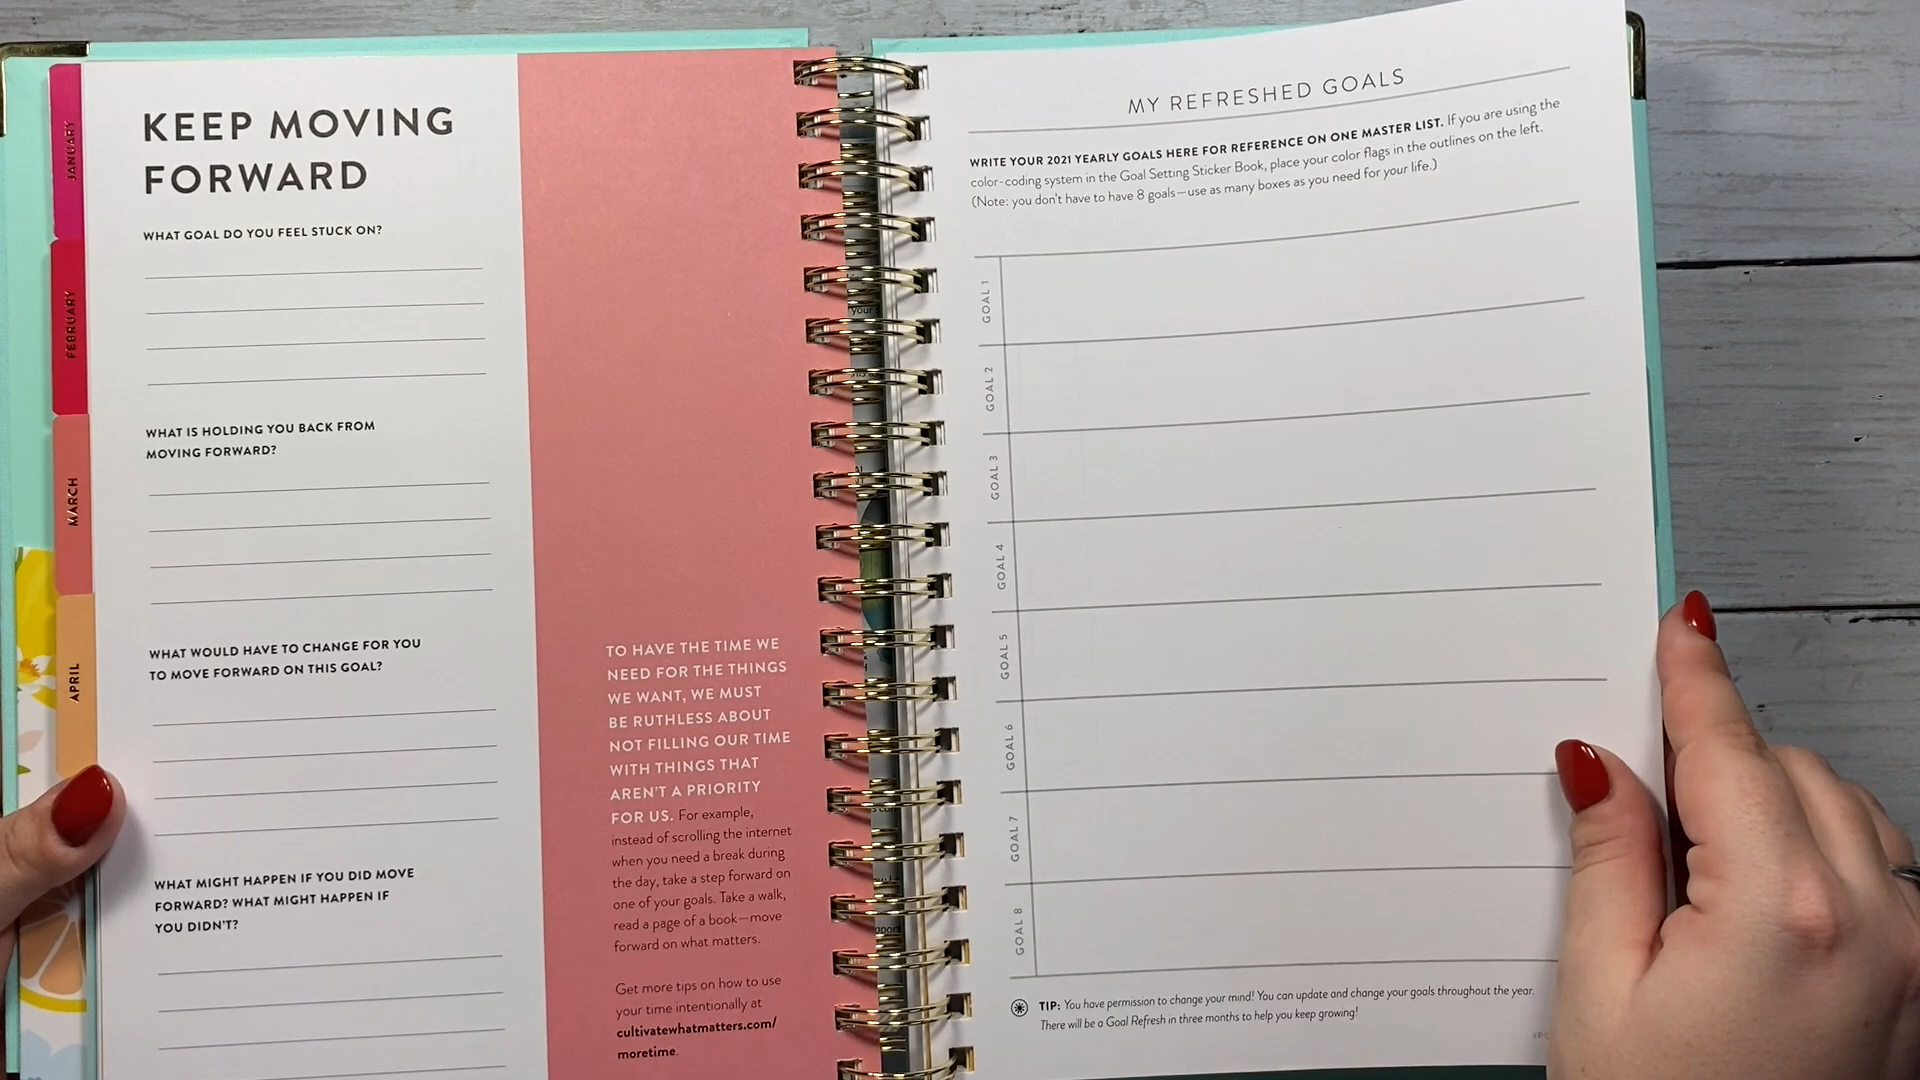 JANUARY
FEBRUARY
MARCH
APRIL
KEEP MOVING
FORWARD
WHAT GOAL DO YOU FEEL STUCK ON?
WHAT IS HOLDING YOU BACK FROM
MOVING FORWARD?
WHAT WOULD HAVE TO CHANGE FOR YOU
TO MOVE FORWARD ON THIS GOAL?
WHAT MIGHT HAPPEN IF YOU DID MOVE
FORWARD? WHAT MIGHT HAPPEN IF
YOU DIDN'T?
TO HAVE THE TIME WE
NEED FOR THE THINGS
WE WANT, WE MUST
BE RUTHLESS ABOUT
NOT FILLING OUR TIME
WITH THINGS THAT
AREN'T A PRIORITY
FOR US. For example,
instead of scrolling the internet
when you need a break during
the day, take a step forward on
one of your goals. Take a walk,
read a page of a book—move
forward on what matters.
Get more tips on how to use
your time intentionally at
cultivatewhatmatters.com/
moretime.
your
MY REFRESHED GOALS
WRITE YOUR 2021 YEARLY GOALS HERE FOR REFERENCE ON ONE MASTER LIST. If you are using the
color-coding system in the Goal Setting Sticker Book, place your color flags in the outlines on the left.
(Note: you don't have to have 8 goals—use as many boxes as you need for your life.)
GOAL 1
GOAL 2
GOAL 3
GOAL 4
GOAL 5
GOAL 6
GOAL 7
GOAL 8
TIP: You have permission to change your mind! You can update and change your goals throughout the year.
There will be a Goal Refresh in three months to help you keep growing!